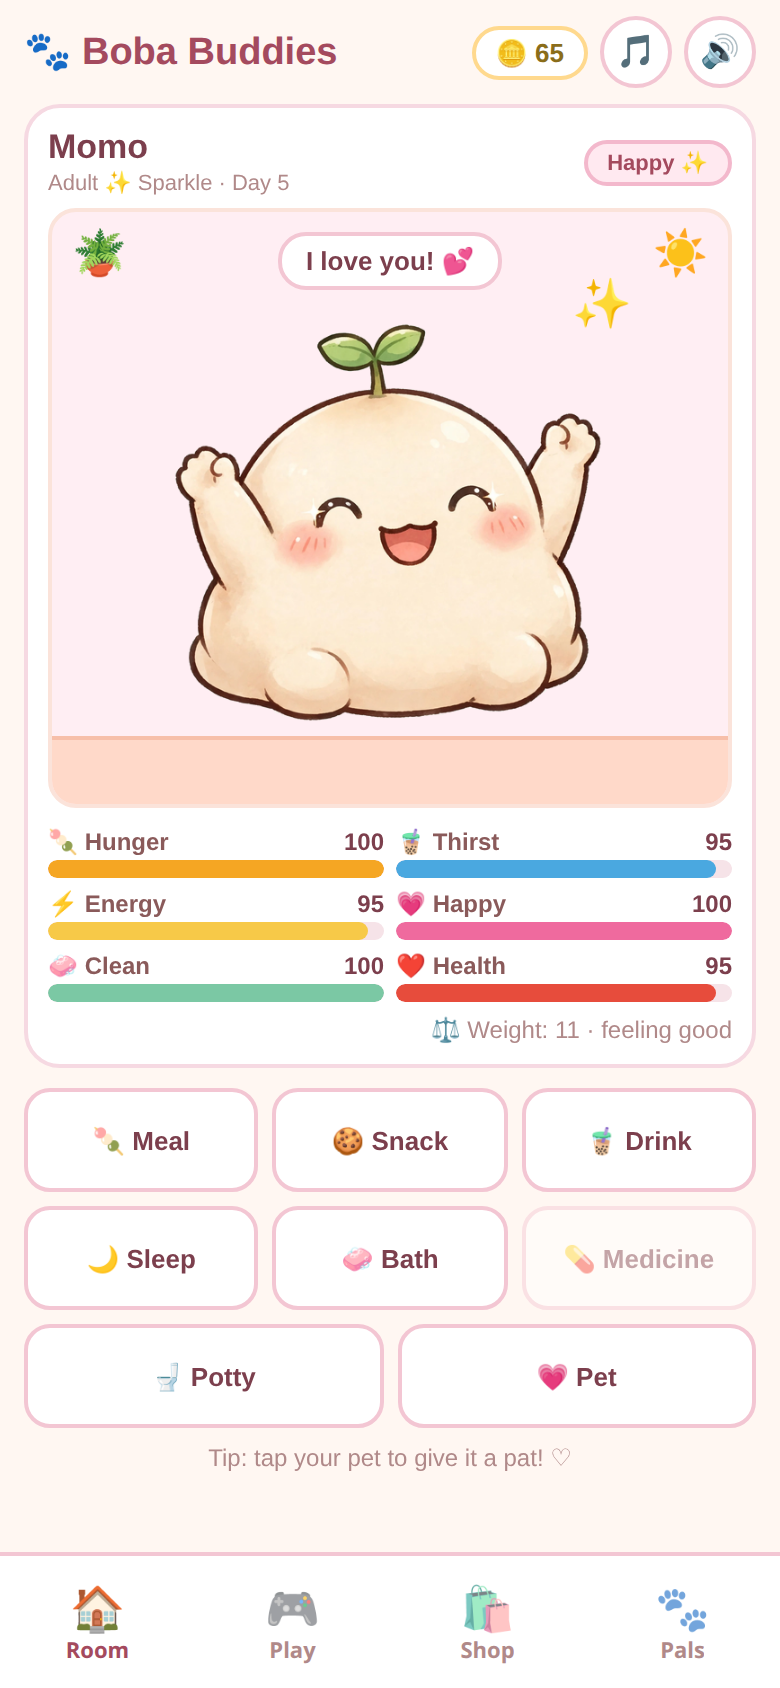 🐾 Boba Buddies
🪙 65
🎵
🔊
Momo
Adult ✨ Sparkle · Day 5
Happy ✨
I love you! 💕
🍡 Hunger 100
🧋 Thirst 95
⚡ Energy 95
💗 Happy 100
🧼 Clean 100
❤️ Health 95
⚖️ Weight: 11 · feeling good
🍡 Meal
🍪 Snack
🧋 Drink
🌙 Sleep
🧼 Bath
💊 Medicine
🚽 Potty
💗 Pet
Tip: tap your pet to give it a pat! ♡
Room
Play
Shop
Pals